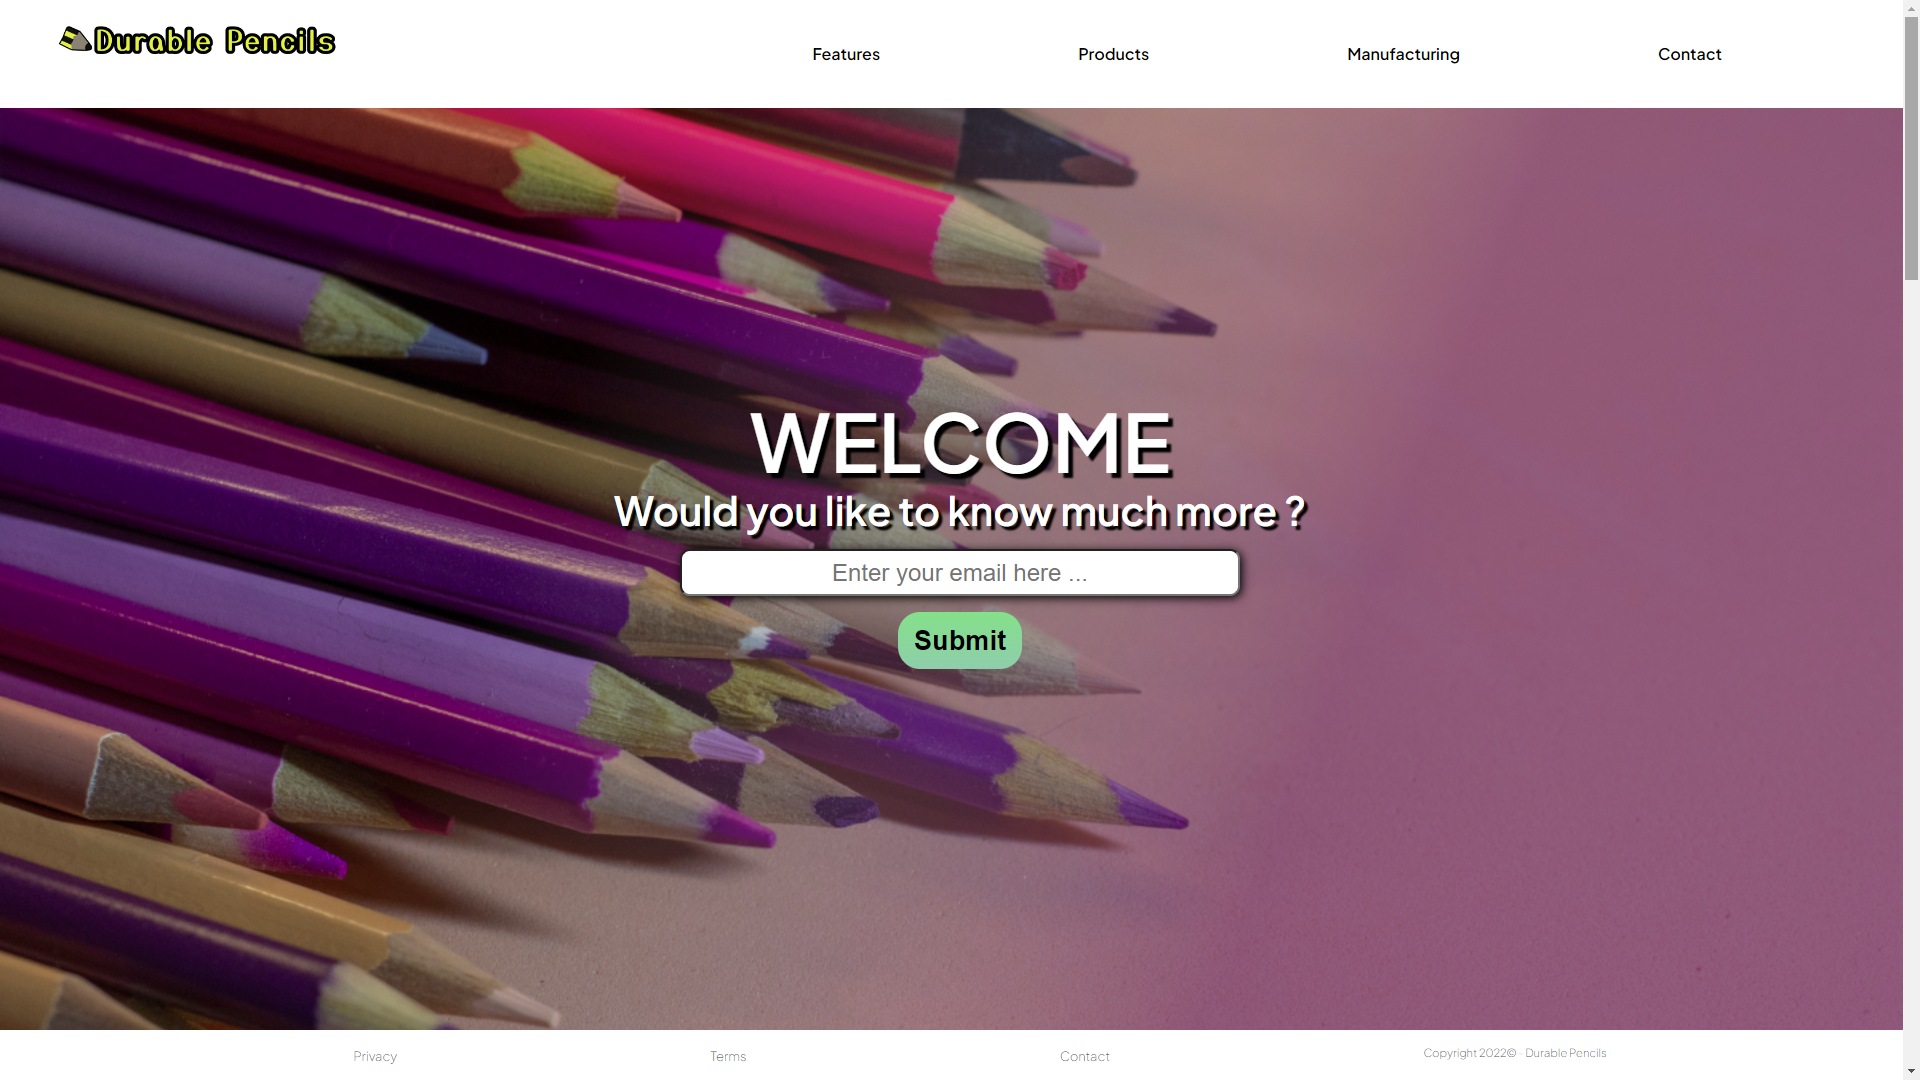 Durable Pencils
Features
Products
Manufacturing
Contact
WELCOME
Would you like to know much more ?
Enter your email here ...
Submit
Privacy
Terms
Contact
Copyright 2022© - Durable Pencils